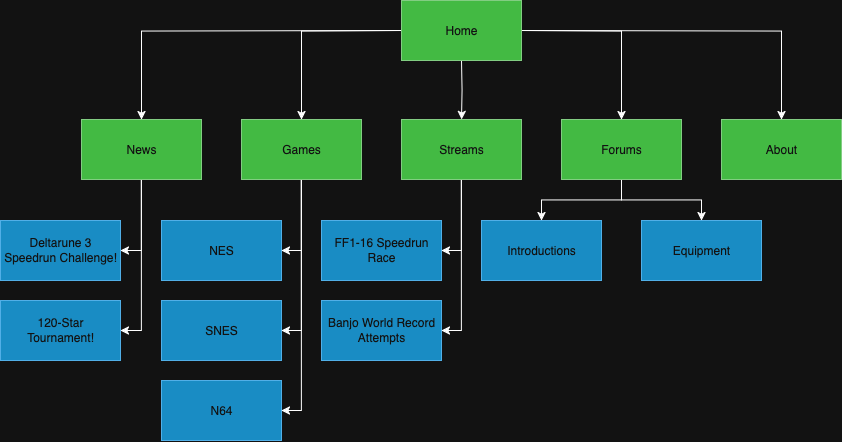 Home
News
Games
Streams
Forums
About
Deltarune 3
Speedrun Challenge!
NES
FF1-16 Speedrun
Race
Introductions
Equipment
120-Star
Tournament!
SNES
Banjo World Record
Attempts
N64